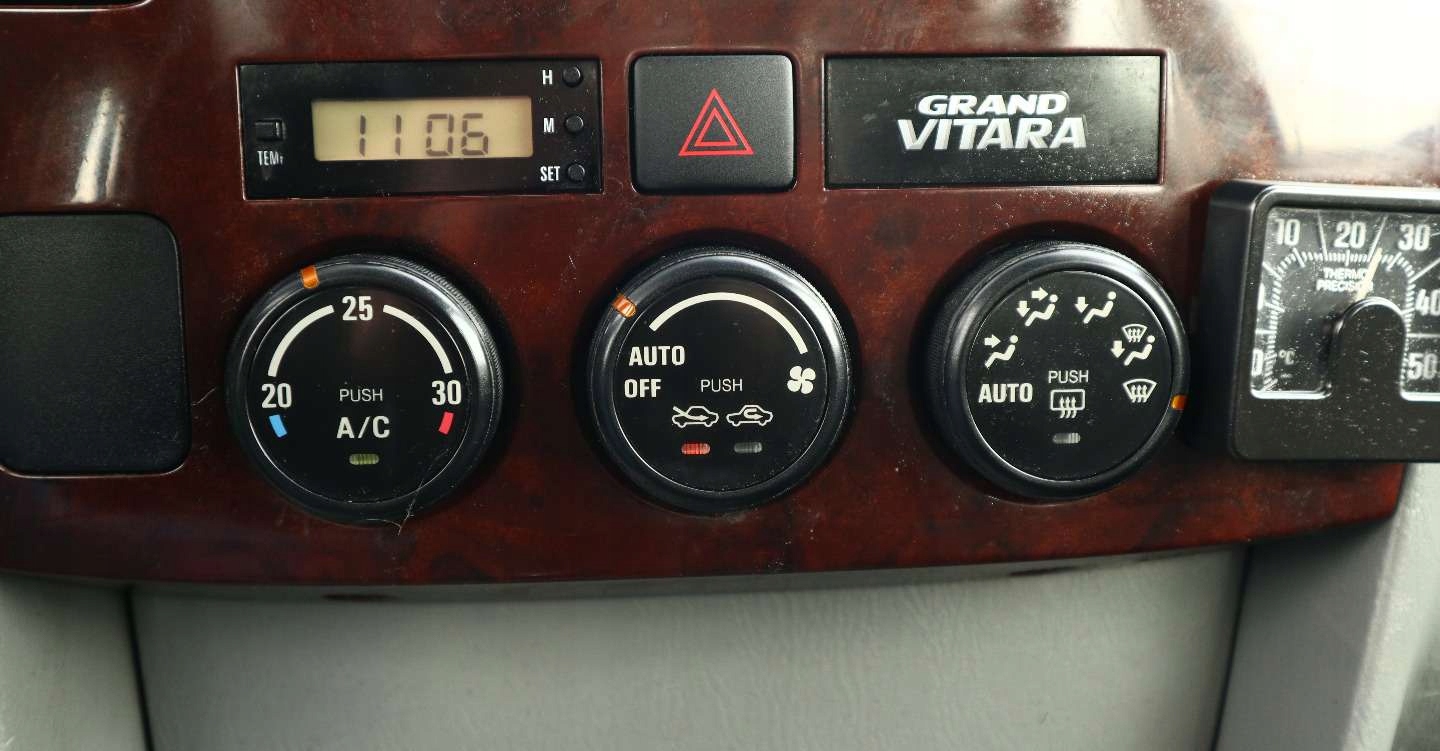 H
1106
M
TEMP
SET
GRAND
VITARA
25
20
30
PUSH
A/C
AUTO
OFF
PUSH
AUTO
PUSH
10 20 30
THERMO
PRECISION
40
50
0
°C